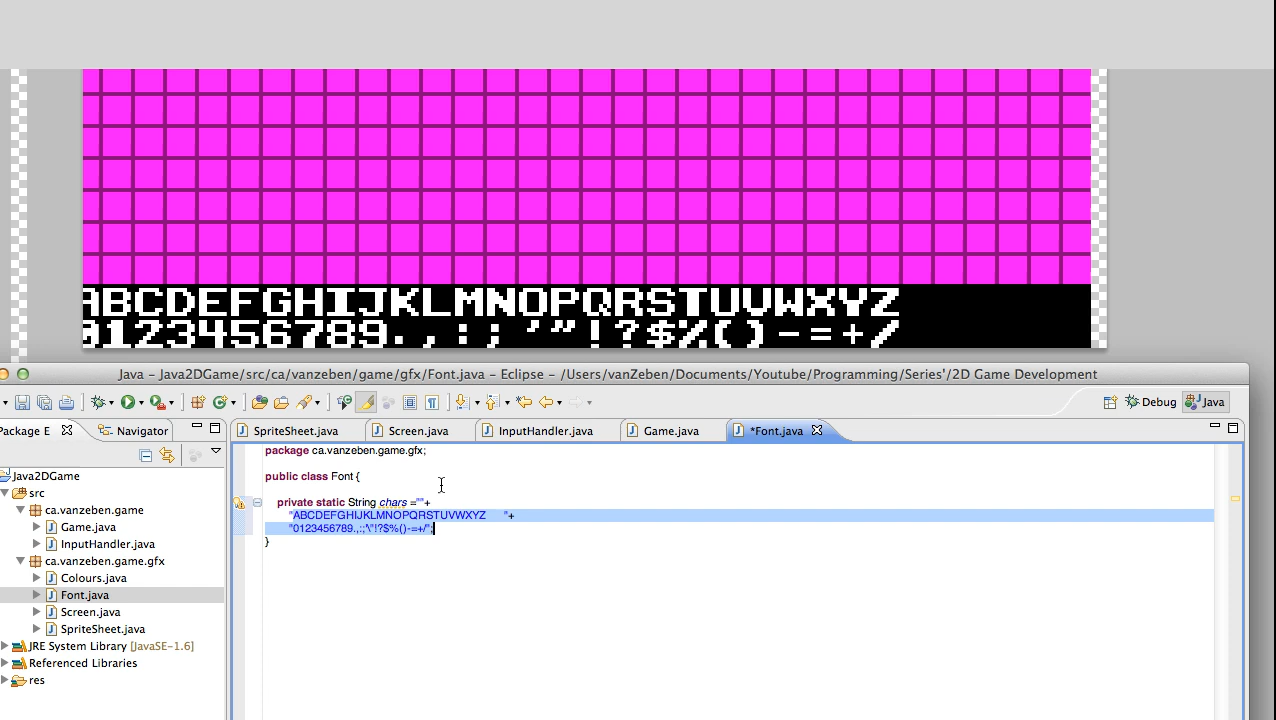 ABCDEFGHIJKLMNOPQRSTUVWXYZ
0123456789.,:;'"!?$%()-=+/
Java – Java2DGame/src/ca/vanzeben/game/gfx/Font.java – Eclipse – /Users/vanZeben/Documents/Youtube/Programming/Series'/2D Game Development
Debug Java
Package E Navigator
SpriteSheet.java Screen.java InputHandler.java Game.java *Font.java
Java2DGame
src
ca.vanzeben.game
Game.java
InputHandler.java
ca.vanzeben.game.gfx
Colours.java
Font.java
Screen.java
SpriteSheet.java
JRE System Library [JavaSE-1.6]
Referenced Libraries
res
package ca.vanzeben.game.gfx;
public class Font {
private static String chars =""+
"ABCDEFGHIJKLMNOPQRSTUVWXYZ      "+
"0123456789.,:;'\"!?$%()-=+/";
}